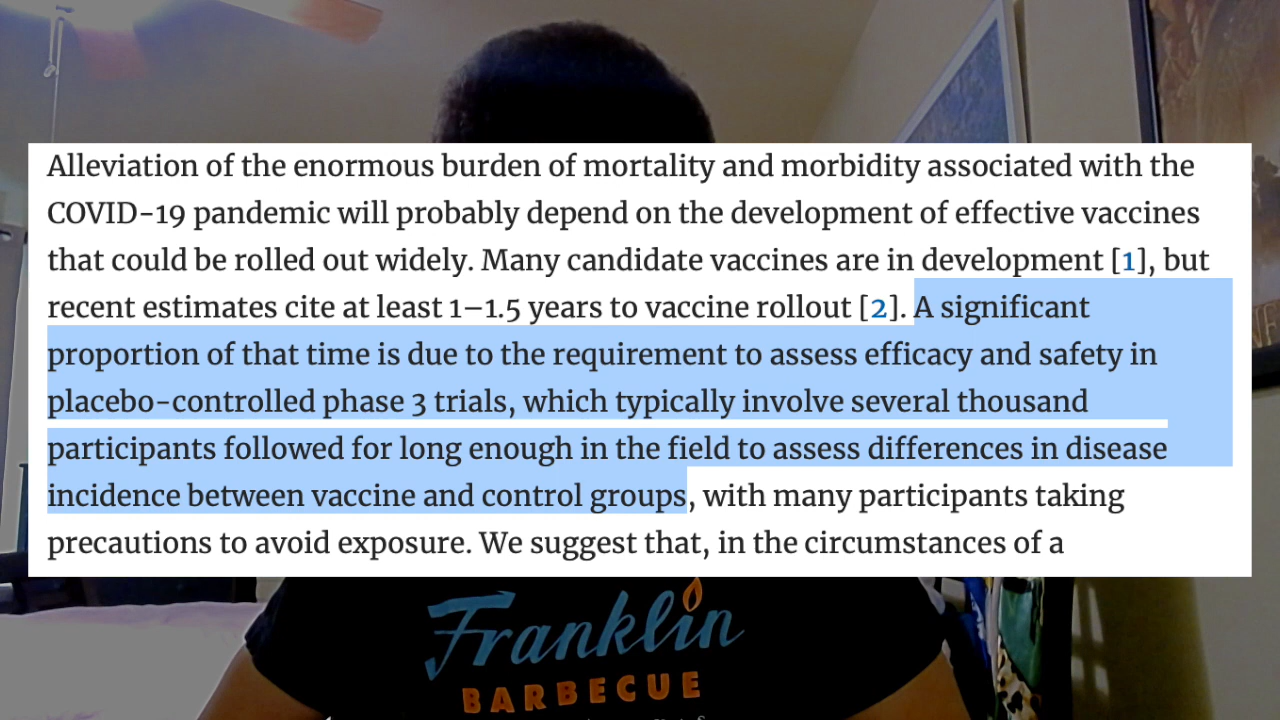 Alleviation of the enormous burden of mortality and morbidity associated with the
COVID-19 pandemic will probably depend on the development of effective vaccines
that could be rolled out widely. Many candidate vaccines are in development [1], but
recent estimates cite at least 1–1.5 years to vaccine rollout [2]. A significant
proportion of that time is due to the requirement to assess efficacy and safety in
placebo-controlled phase 3 trials, which typically involve several thousand
participants followed for long enough in the field to assess differences in disease
incidence between vaccine and control groups, with many participants taking
precautions to avoid exposure. We suggest that, in the circumstances of a
Franklin
BARBECUE